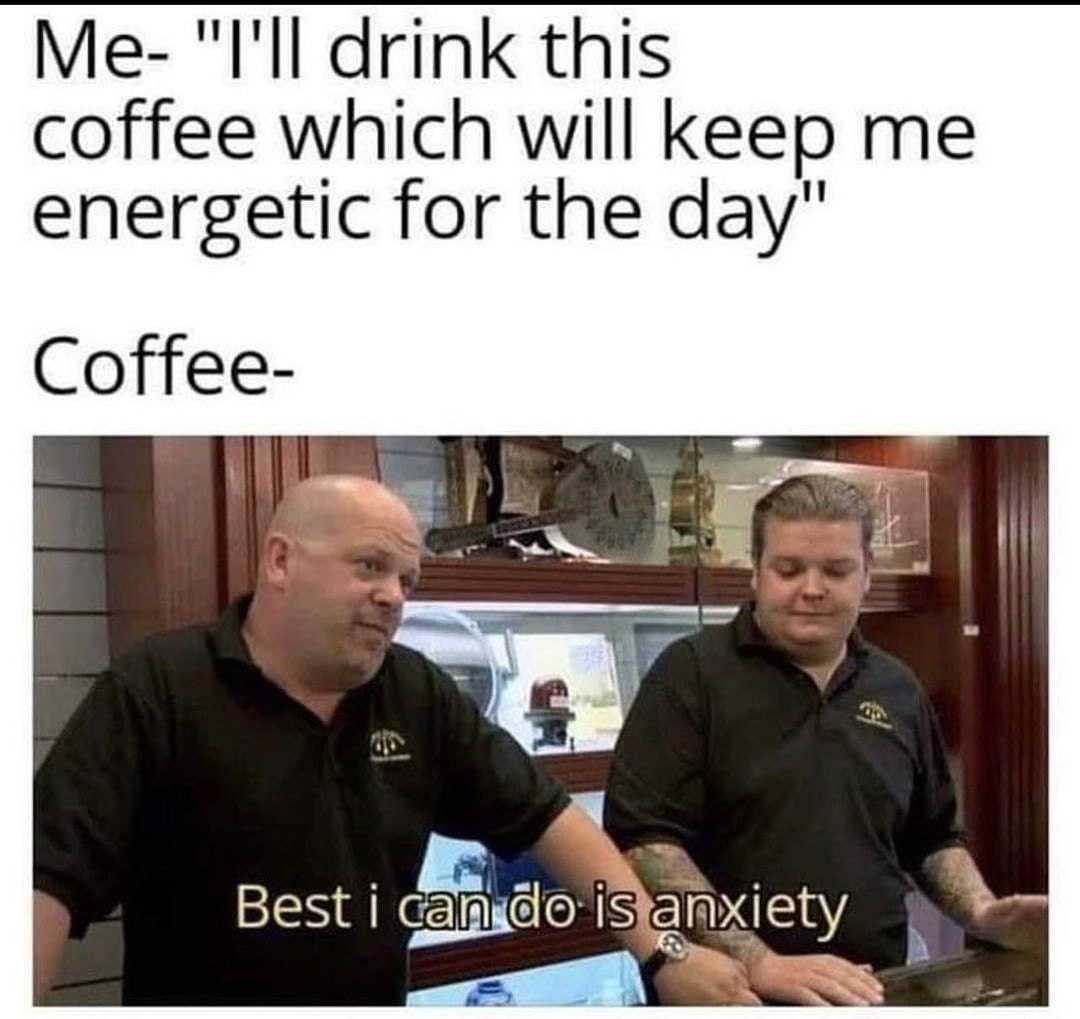 Me- "I'll drink this
coffee which will keep me
energetic for the day"
Coffee-
Best i can do is anxiety